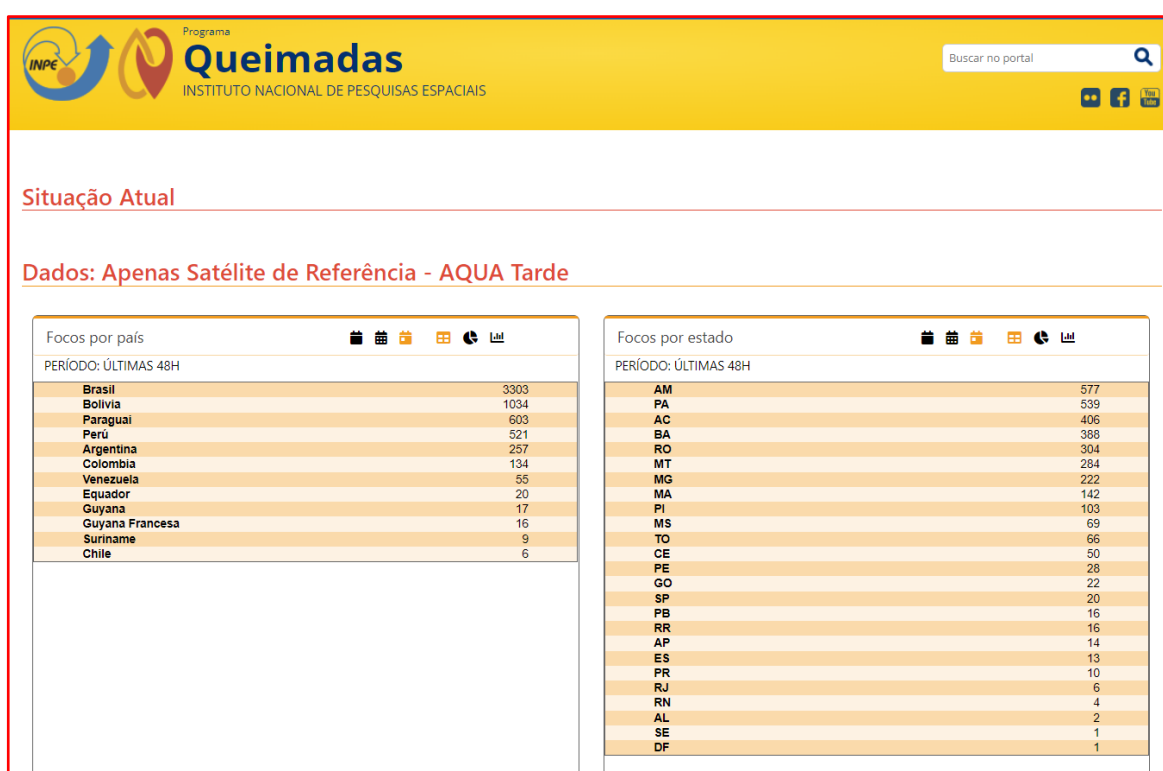 Programa
Queimadas
INSTITUTO NACIONAL DE PESQUISAS ESPACIAIS
INPE
Buscar no portal
You Tube
Situação Atual
Dados: Apenas Satélite de Referência - AQUA Tarde
Focos por país
PERÍODO: ÚLTIMAS 48H
Brasil 3303
Bolivia 1034
Paraguai 603
Perú 521
Argentina 257
Colombia 134
Venezuela 55
Equador 20
Guyana 17
Guyana Francesa 16
Suriname 9
Chile 6
Focos por estado
PERÍODO: ÚLTIMAS 48H
AM 577
PA 539
AC 406
BA 388
RO 304
MT 284
MG 222
MA 142
PI 103
MS 69
TO 66
CE 50
PE 28
GO 22
SP 20
PB 16
RR 16
AP 14
ES 13
PR 10
RJ 6
RN 4
AL 2
SE 1
DF 1